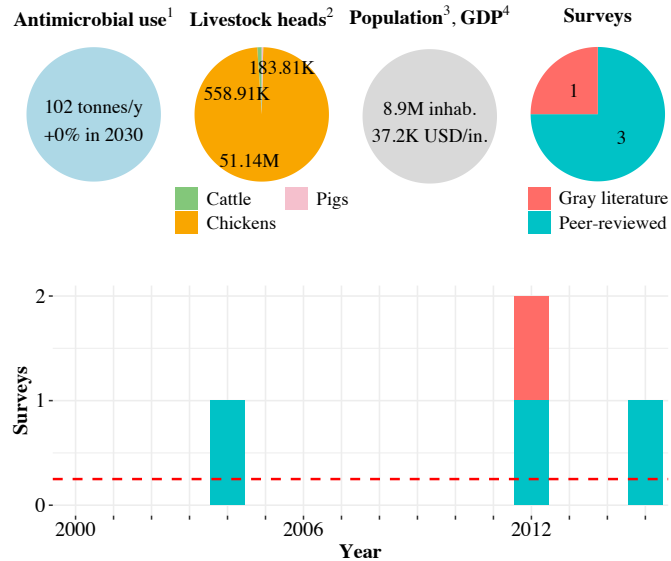 Antimicrobial use¹ Livestock heads² Population³, GDP⁴ Surveys
102 tonnes/y
+0% in 2030
183.81K
558.91K
51.14M
8.9M inhab.
37.2K USD/in.
1
3
Cattle
Pigs
Chickens
Gray literature
Peer-reviewed
Surveys
2
1
0
2000 2006 2012
Year